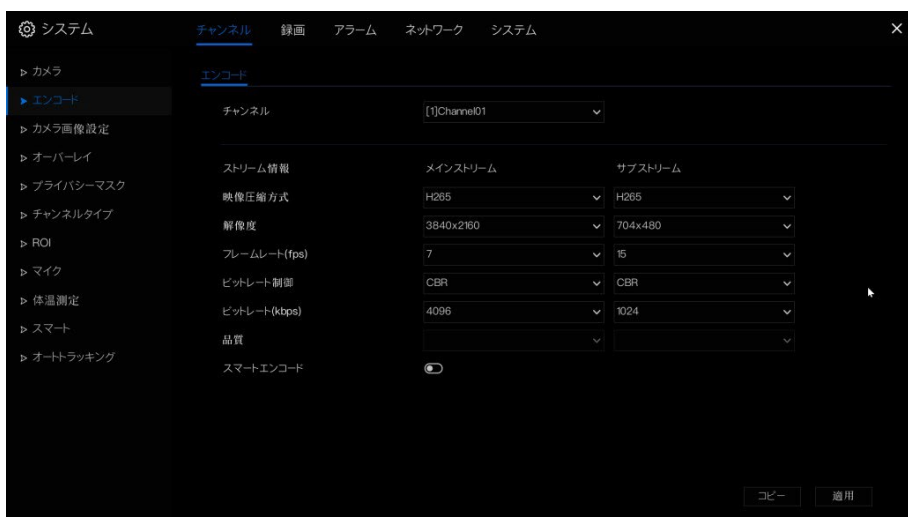 システム チャンネル 録画 アラーム ネットワーク システム ×
カメラ
エンコード
エンコード
チャンネル [1]Channel01
カメラ画像設定
オーバーレイ
ストリーム情報 メインストリーム サブストリーム
プライバシーマスク
映像圧縮方式 H265 H265
チャンネルタイプ
解像度 3840x2160 704x480
ROI
フレームレート(fps) 7 15
マイク
ビットレート制御 CBR CBR
体温測定
ビットレート(kbps) 4096 1024
スマート
品質
オートトラッキング
スマートエンコード
コピー 適用